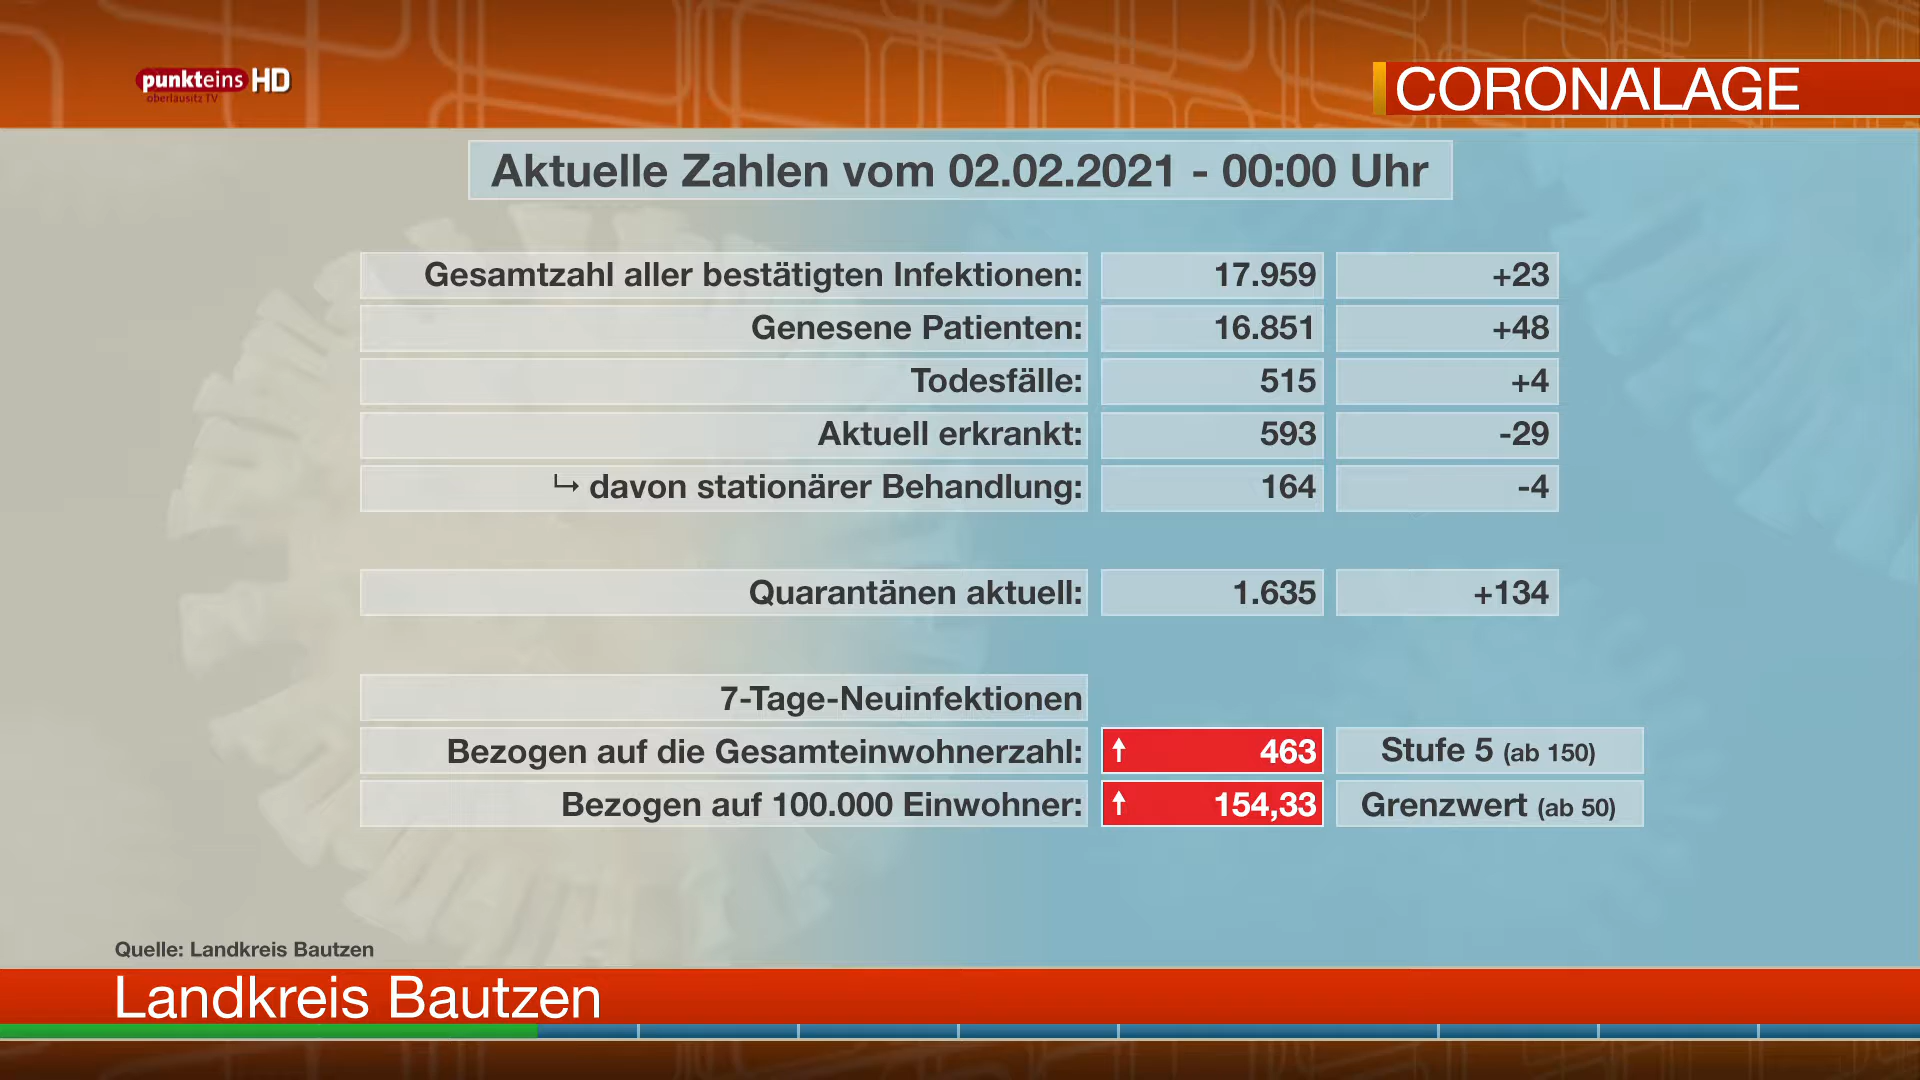 punkteins HD
oberlausitz TV
CORONALAGE
Aktuelle Zahlen vom 02.02.2021 - 00:00 Uhr
Gesamtzahl aller bestätigten Infektionen: 17.959 +23
Genesene Patienten: 16.851 +48
Todesfälle: 515 +4
Aktuell erkrankt: 593 -29
↳ davon stationärer Behandlung: 164 -4
Quarantänen aktuell: 1.635 +134
7-Tage-Neuinfektionen
Bezogen auf die Gesamteinwohnerzahl: ↑ 463 Stufe 5 (ab 150)
Bezogen auf 100.000 Einwohner: ↑ 154,33 Grenzwert (ab 50)
Quelle: Landkreis Bautzen
Landkreis Bautzen